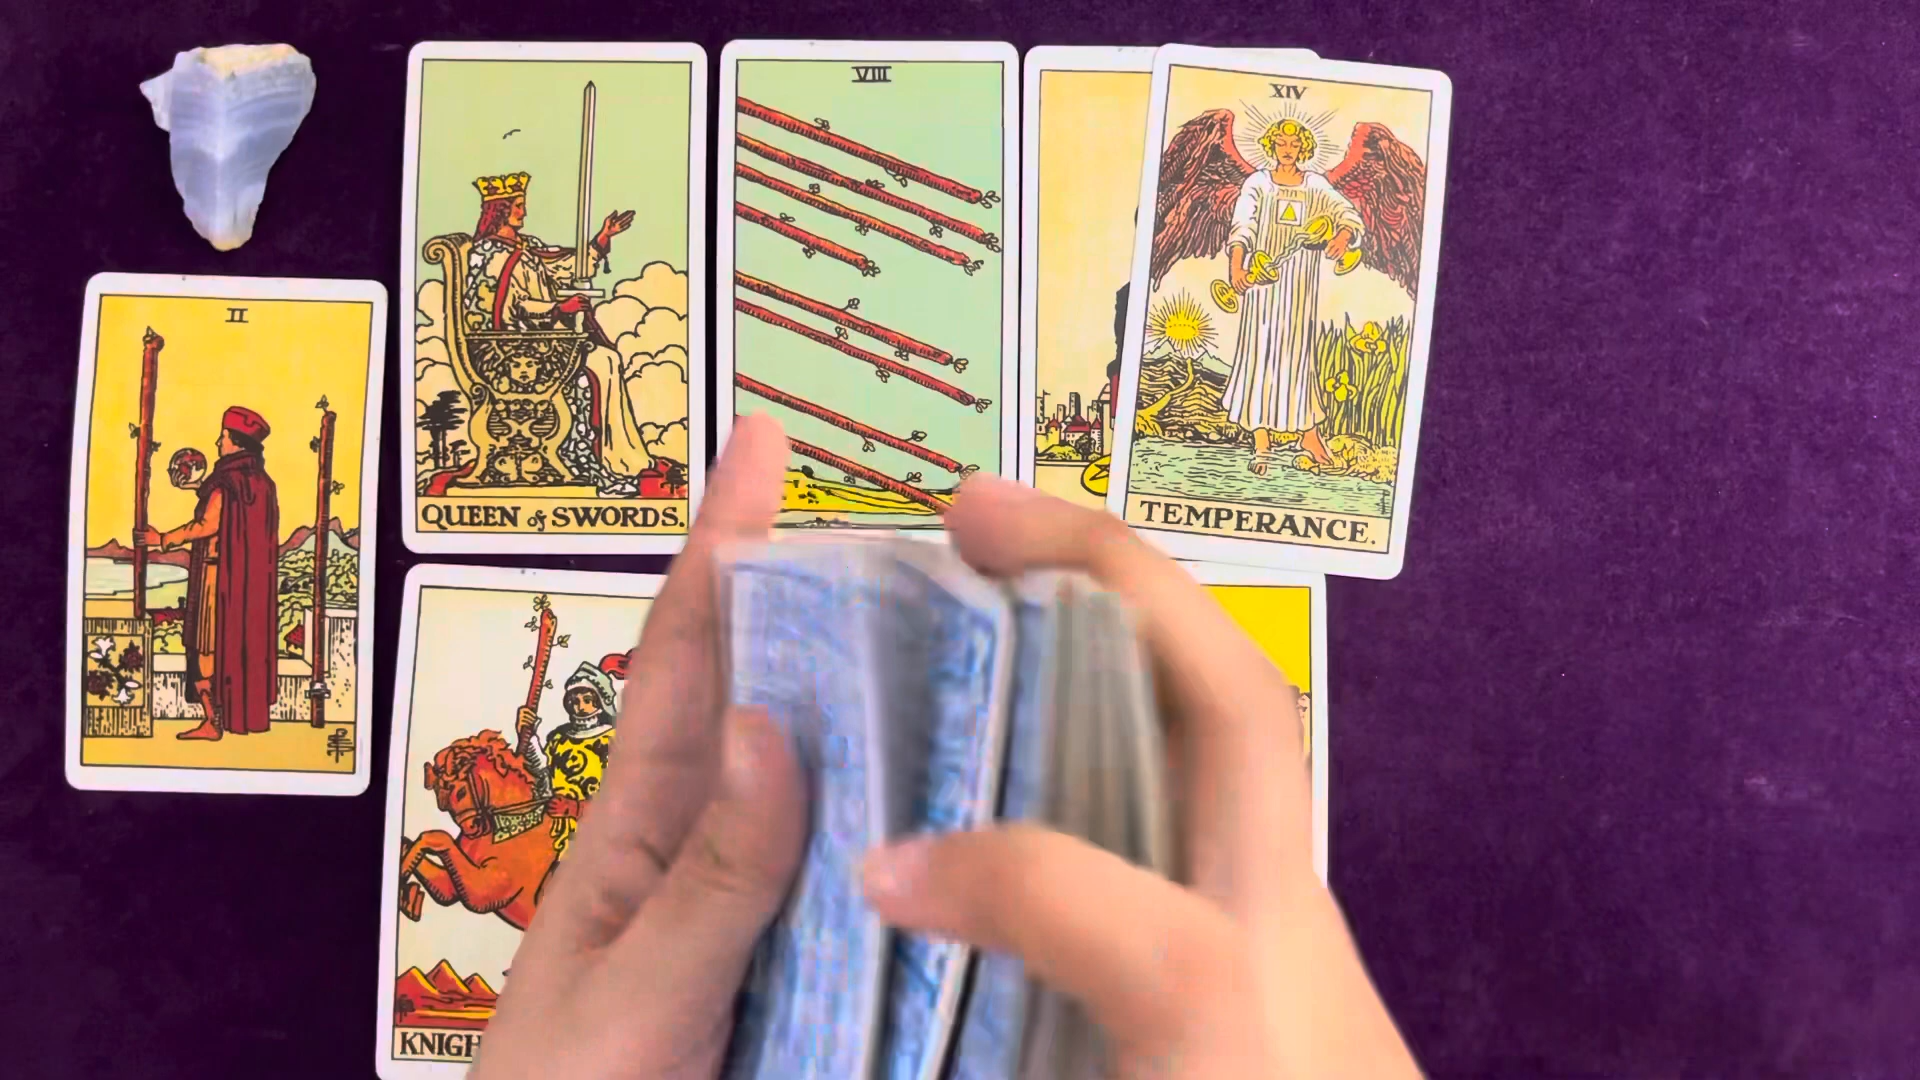 II
QUEEN of SWORDS.
VIII
XIV
TEMPERANCE.
KNIGH